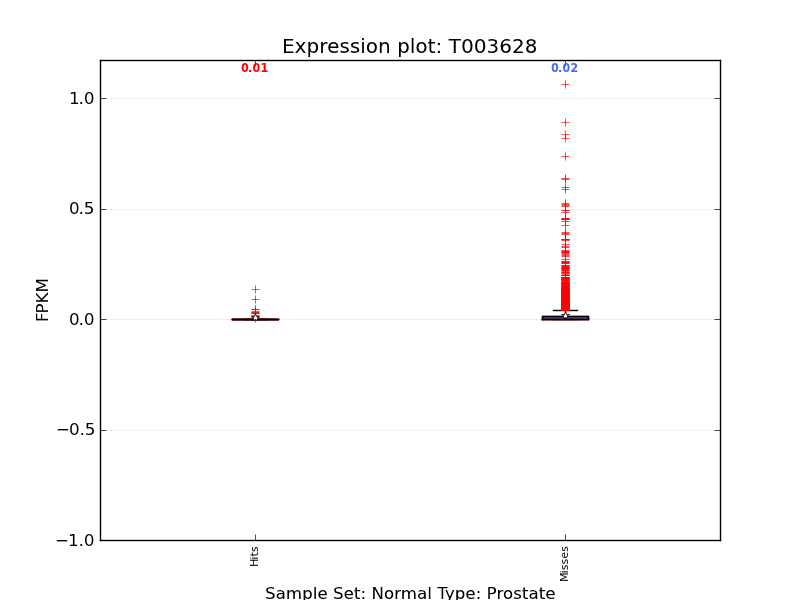 Expression plot: T003628
0.01
0.02
1.0
0.5
0.0
−0.5
−1.0
FPKM
Hits
Misses
Sample Set: Normal Type: Prostate